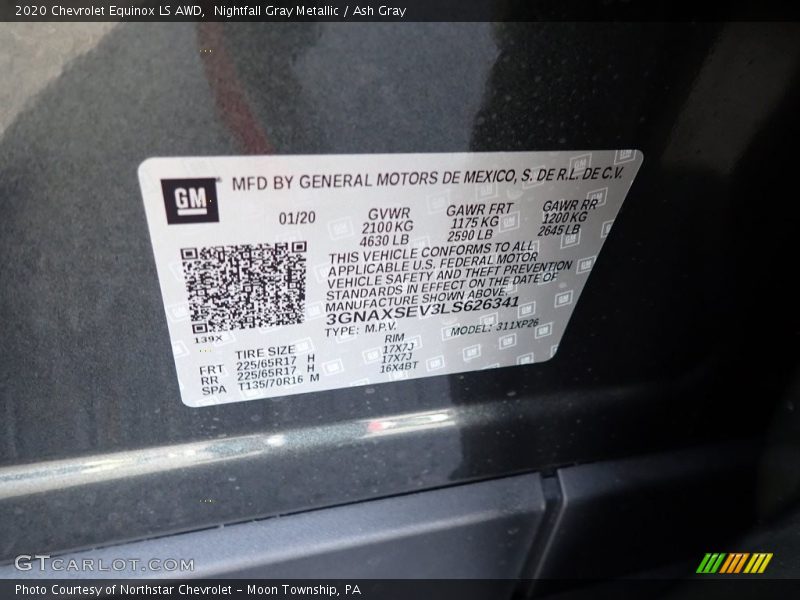 2020 Chevrolet Equinox LS AWD, Nightfall Gray Metallic / Ash Gray
GM
MFD BY GENERAL MOTORS DE MEXICO, S. DE R.L. DE C.V.
01/20
GVWR
2100 KG
4630 LB
GAWR FRT
1175 KG
2590 LB
GAWR RR
1200 KG
2645 LB
THIS VEHICLE CONFORMS TO ALL
APPLICABLE U.S. FEDERAL MOTOR
VEHICLE SAFETY AND THEFT PREVENTION
STANDARDS IN EFFECT ON THE DATE OF
MANUFACTURE SHOWN ABOVE.
3GNAXSEV3LS626341
TYPE: M.P.V. MODEL: 311XP26
139X
TIRE SIZE RIM
FRT 225/65R17 H 17X7J
RR 225/65R17 H 17X7J
SPA T135/70R16 M 16X4BT
GTCARLOT.COM
Photo Courtesy of Northstar Chevrolet - Moon Township, PA